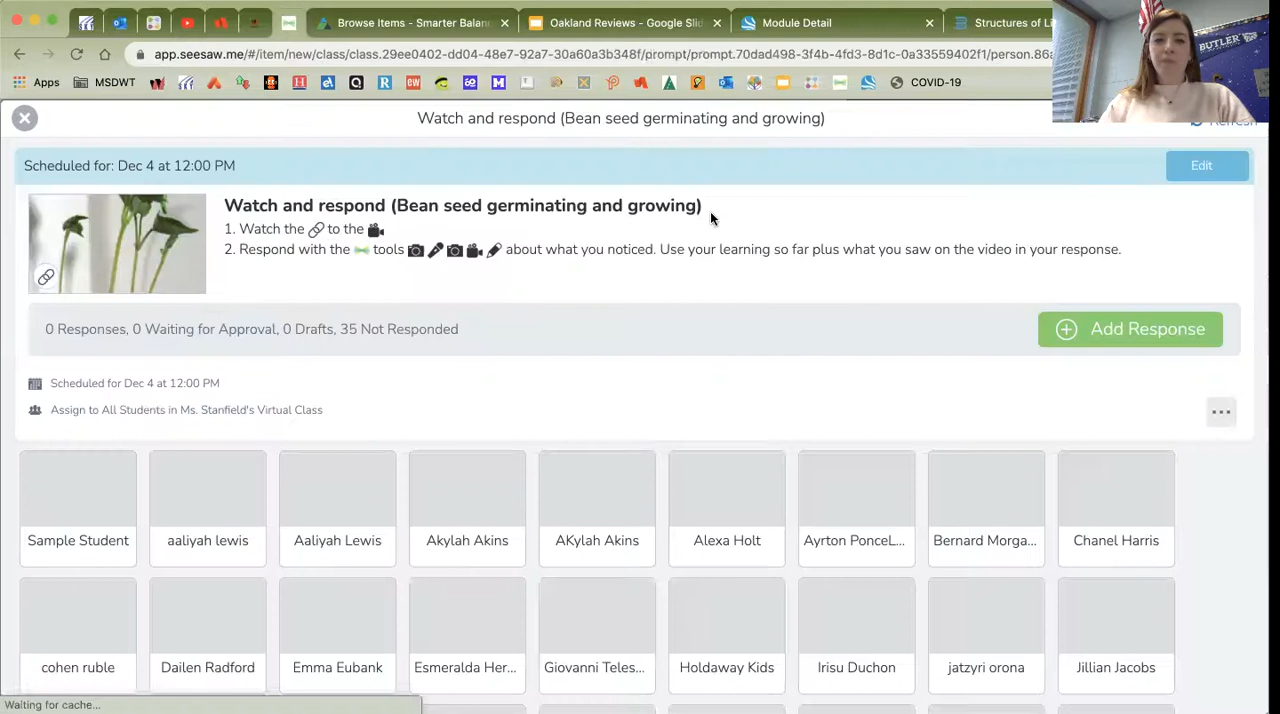 Browse Items - Smarter Balan
Oakland Reviews - Google Slid
Module Detail
Structures of Li
BUTLER
app.seesaw.me/#/item/new/class/class.29ee0402-dd14-48e7-92a7-30a60a3b348f/prompt/prompt.70dad493-3f4b-4fd3-8d1c-0a33559402f1/person.86a
Apps
MSDWT
COVID-19
Watch and respond (Bean seed germinating and growing)
Refresh
Scheduled for: Dec 4 at 12:00 PM
Edit
Watch and respond (Bean seed germinating and growing)
1. Watch the to the
2. Respond with the tools about what you noticed. Use your learning so far plus what you saw on the video in your response.
0 Responses, 0 Waiting for Approval, 0 Drafts, 35 Not Responded
Add Response
Scheduled for Dec 4 at 12:00 PM
Assign to All Students in Ms. Stanfield's Virtual Class
Sample Student
aaliyah lewis
Aaliyah Lewis
Akylah Akins
AKylah Akins
Alexa Holt
Ayrton PonceL...
Bernard Morga...
Chanel Harris
cohen ruble
Dailen Radford
Emma Eubank
Esmeralda Her...
Giovanni Teles...
Holdaway Kids
Irisu Duchon
jatzyri orona
Jillian Jacobs
Waiting for cache...